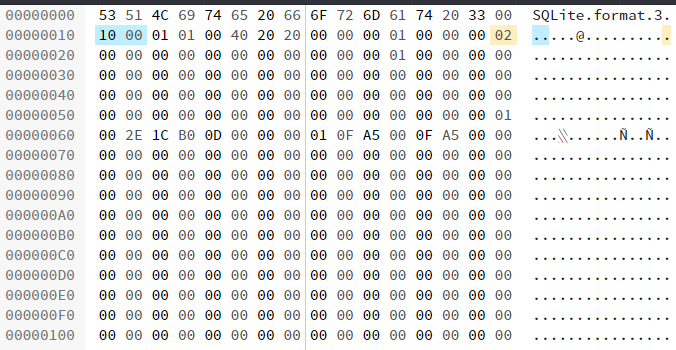 00000000 53 51 4C 69 74 65 20 66 6F 72 6D 61 74 20 33 00 SQLite.format.3.
00000010 10 00 01 01 00 40 20 20 00 00 00 01 00 00 00 02 .....@..........
00000020 00 00 00 00 00 00 00 00 00 00 00 01 00 00 00 00 ................
00000030 00 00 00 00 00 00 00 00 00 00 00 00 00 00 00 00 ................
00000040 00 00 00 00 00 00 00 00 00 00 00 00 00 00 00 00 ................
00000050 00 00 00 00 00 00 00 00 00 00 00 00 00 00 00 01 ................
00000060 00 2E 1C B0 0D 00 00 00 01 0F A5 00 0F A5 00 00 ...░......Ñ..Ñ..
00000070 00 00 00 00 00 00 00 00 00 00 00 00 00 00 00 00 ................
00000080 00 00 00 00 00 00 00 00 00 00 00 00 00 00 00 00 ................
00000090 00 00 00 00 00 00 00 00 00 00 00 00 00 00 00 00 ................
000000A0 00 00 00 00 00 00 00 00 00 00 00 00 00 00 00 00 ................
000000B0 00 00 00 00 00 00 00 00 00 00 00 00 00 00 00 00 ................
000000C0 00 00 00 00 00 00 00 00 00 00 00 00 00 00 00 00 ................
000000D0 00 00 00 00 00 00 00 00 00 00 00 00 00 00 00 00 ................
000000E0 00 00 00 00 00 00 00 00 00 00 00 00 00 00 00 00 ................
000000F0 00 00 00 00 00 00 00 00 00 00 00 00 00 00 00 00 ................
00000100 00 00 00 00 00 00 00 00 00 00 00 00 00 00 00 00 ................